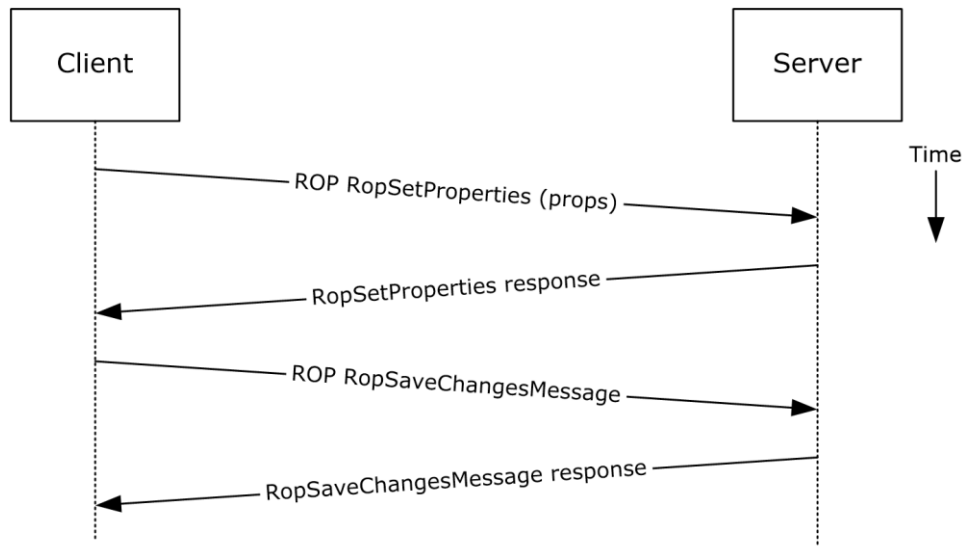 Client
Server
Time
ROP RopSetProperties (props)
RopSetProperties response
ROP RopSaveChangesMessage
RopSaveChangesMessage response